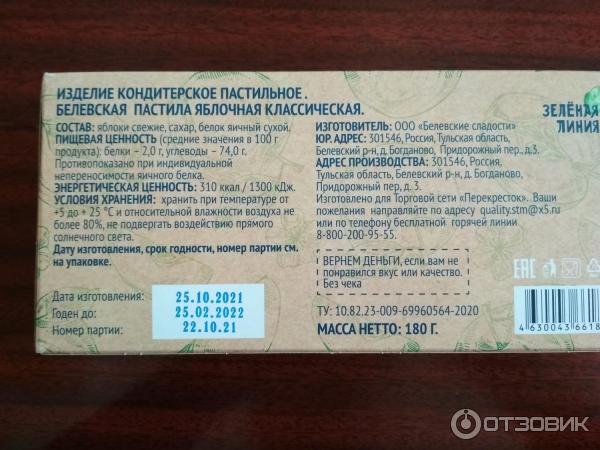 ИЗДЕЛИЕ КОНДИТЕРСКОЕ ПАСТИЛЬНОЕ.
БЕЛЕВСКАЯ ПАСТИЛА ЯБЛОЧНАЯ КЛАССИЧЕСКАЯ.
СОСТАВ: яблоки свежие, сахар, белок яичный сухой.
ПИЩЕВАЯ ЦЕННОСТЬ (средние значения в 100 г
продукта): белки – 2,0 г, углеводы – 74,0 г.
Противопоказано при индивидуальной
непереносимости яичного белка.
ЭНЕРГЕТИЧЕСКАЯ ЦЕННОСТЬ: 310 ккал / 1300 кДж.
УСЛОВИЯ ХРАНЕНИЯ: хранить при температуре от
+5 до + 25 °С и относительной влажности воздуха не
более 80%, не подвергать воздействию прямого
солнечного света.
Дату изготовления, срок годности, номер партии см.
на упаковке.
Дата изготовления: 25.10.2021
Годен до: 25.02.2022
Номер партии: 22.10.21
ИЗГОТОВИТЕЛЬ: ООО «Белевские сладости»
ЮР. АДРЕС: 301546, Россия, Тульская область,
Белевский р-н, д. Богданово, Придорожный пер., д.3.
АДРЕС ПРОИЗВОДСТВА: 301546, Россия,
Тульская область, Белевский р-н, д. Богданово,
Придорожный пер., д. 3.
Изготовлено для Торговой сети «Перекресток». Ваши
пожелания направляйте по адресу quality.stm@x5.ru
или по телефону бесплатной горячей линии
8-800-200-95-55.
ВЕРНЕМ ДЕНЬГИ, если вам не
понравился вкус или качество.
Без чека
ТУ: 10.82.23-009-69960564-2020
МАССА НЕТТО: 180 Г.
ЗЕЛЁНАЯ
ЛИНИЯ
EAC
4 630043 6618
ОТЗОВИК